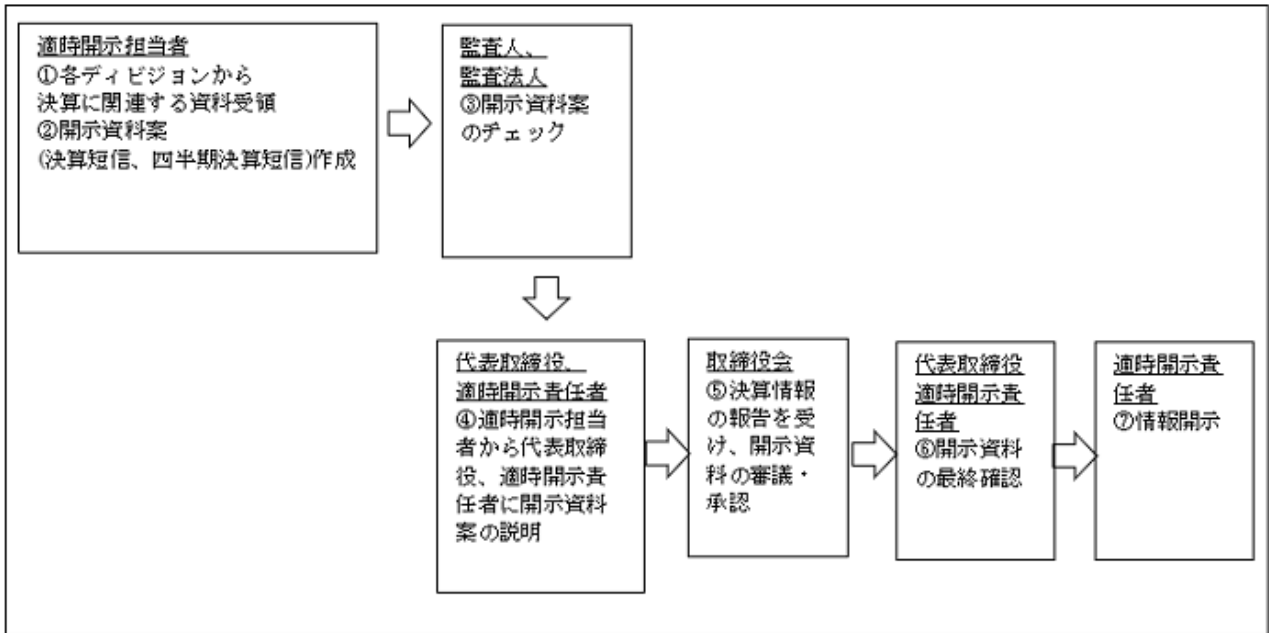 適時開示担当者
①各ディビジョンから
決算に関連する資料受領
②開示資料案
(決算短信、四半期決算短信)作成
監査人、
監査法人
③開示資料案
のチェック
代表取締役、
適時開示責任者
④適時開示担当
者から代表取締
役、適時開示責
任者に開示資料
案の説明
取締役会
⑤決算情報
の報告を受
け、開示資
料の審議・
承認
代表取締役
適時開示責
任者
⑥開示資料
の最終確認
適時開示責
任者
⑦情報開示